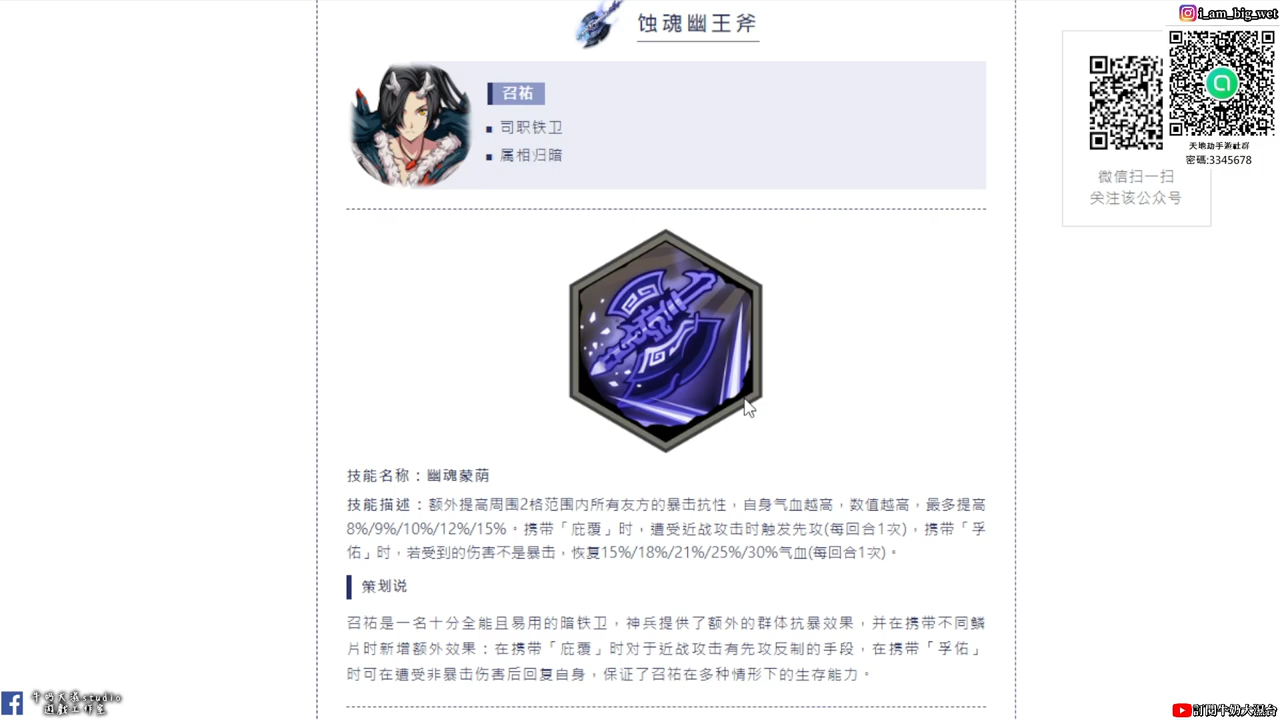 蚀魂幽王斧
i_am_big_wet
召祐
司职铁卫
属相归暗
天地劫手游社群
密碼:3345678
微信扫一扫
关注该公众号
技能名称：幽魂蒙荫
技能描述：额外提高周围2格范围内所有友方的暴击抗性，自身气血越高，数值越高，最多提高
8%/9%/10%/12%/15%。携带「庇覆」时，遭受近战攻击时触发先攻(每回合1次)，携带「孚
佑」时，若受到的伤害不是暴击，恢复15%/18%/21%/25%/30%气血(每回合1次)。
策划说
召祐是一名十分全能且易用的暗铁卫，神兵提供了额外的群体抗暴效果，并在携带不同鳞
片时新增额外效果：在携带「庇覆」时对于近战攻击有先攻反制的手段，在携带「孚佑」
时可在遭受非暴击伤害后回复自身，保证了召祐在多种情形下的生存能力。
牛奶大濕studio
遊戲工作室
訂閱牛奶大濕台